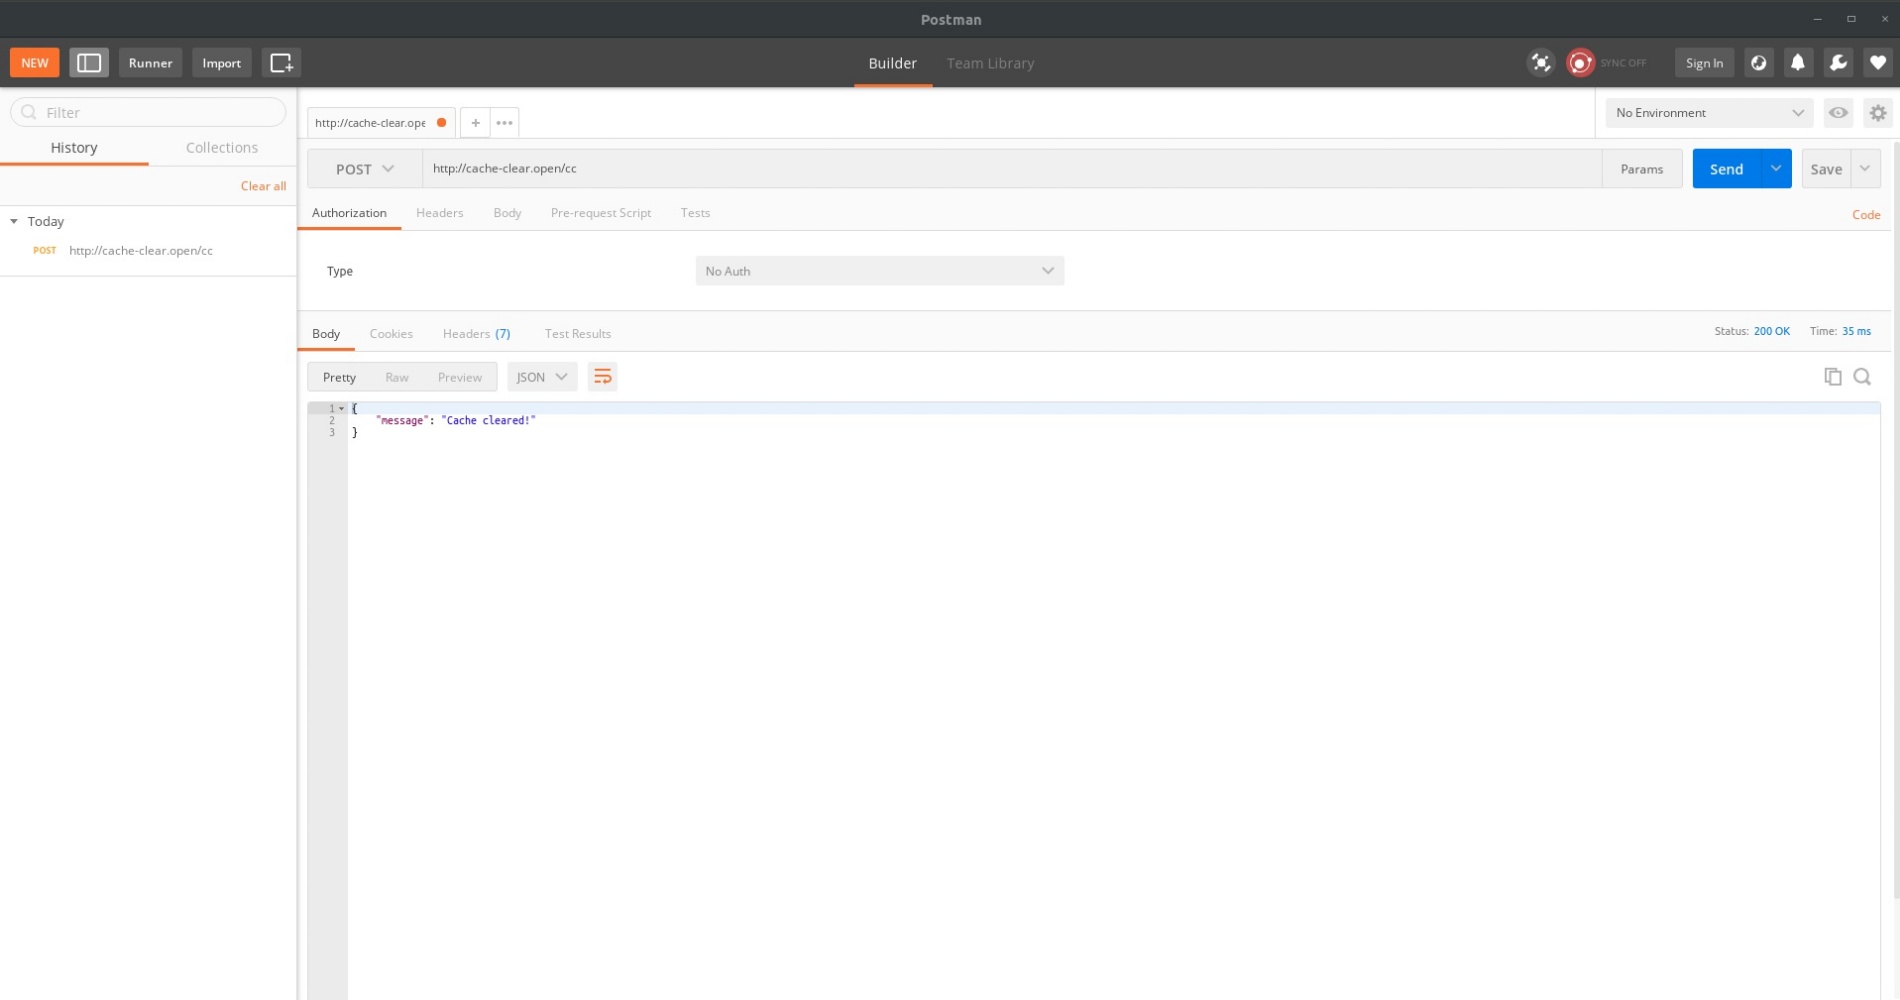 Postman
NEW Runner Import Builder Team Library SYNC OFF Sign In
Filter
History Collections
Clear all
Today
POST http://cache-clear.open/cc
http://cache-clear.ope + ••• No Environment
POST http://cache-clear.open/cc Params Send Save
Authorization Headers Body Pre-request Script Tests Code
Type No Auth
Body Cookies Headers (7) Test Results Status: 200 OK Time: 35 ms
Pretty Raw Preview JSON
1 {
2 "message": "Cache cleared!"
3 }